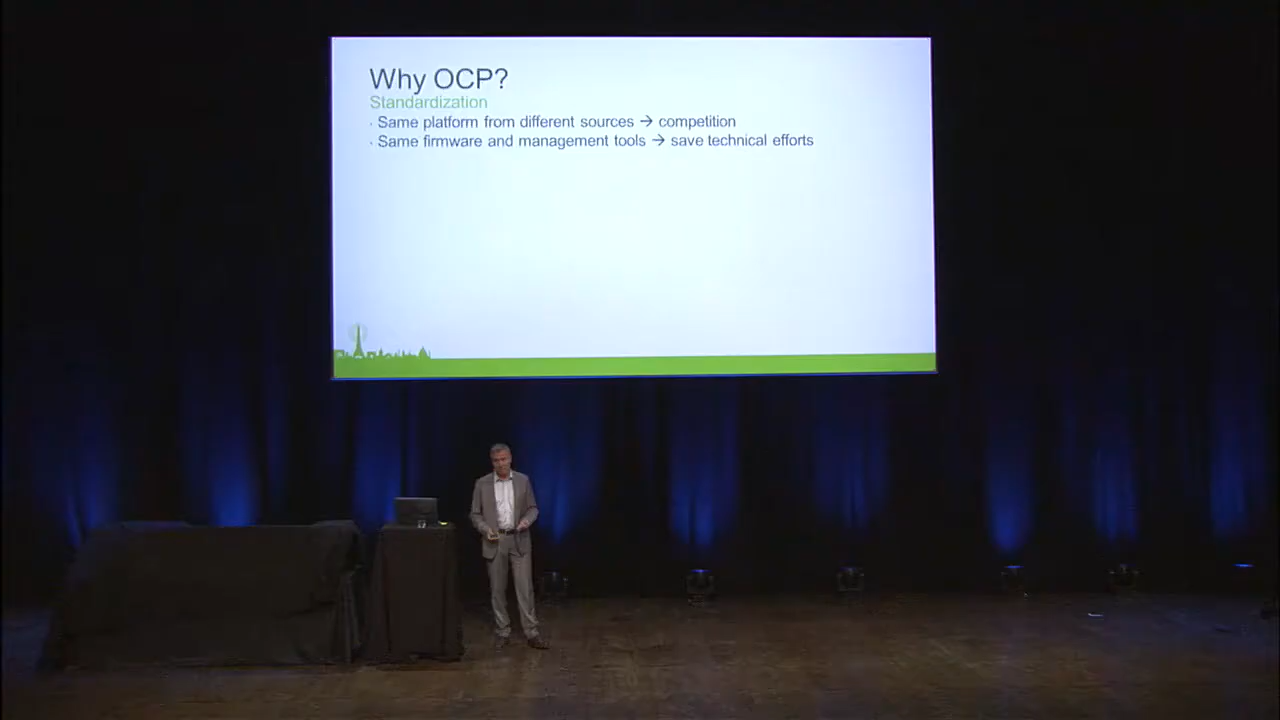 Why OCP?
Standardization
· Same platform from different sources → competition
· Same firmware and management tools → save technical efforts